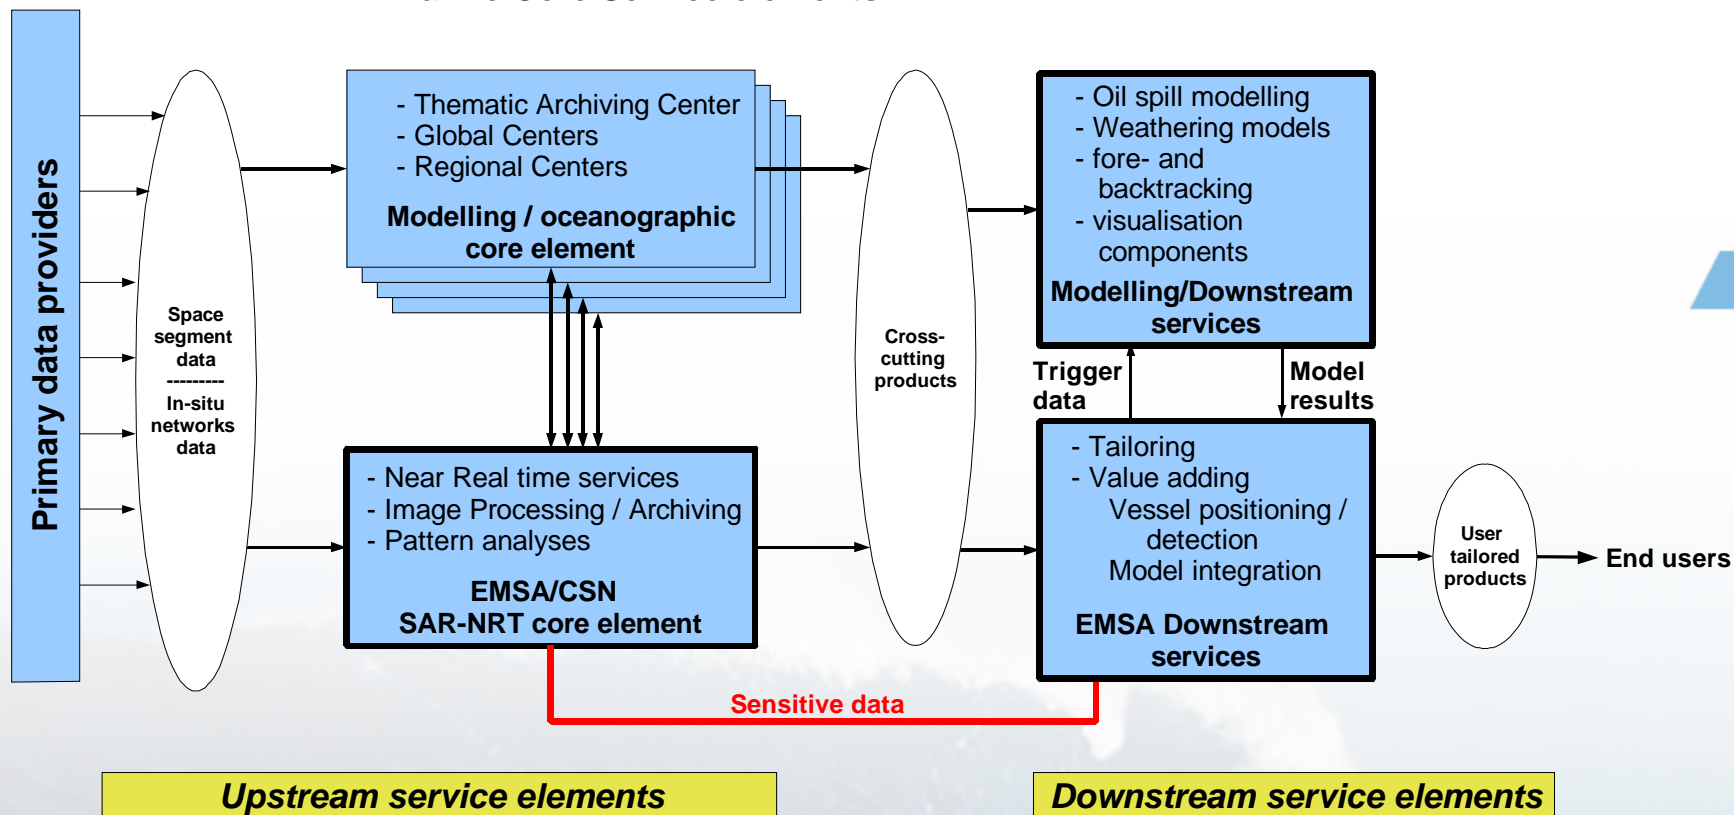 Primary data providers
Space
segment
data
---------
In-situ
networks
data
- Thematic Archiving Center
- Global Centers
- Regional Centers
Modelling / oceanographic
core element
- Near Real time services
- Image Processing / Archiving
- Pattern analyses
EMSA/CSN
SAR-NRT core element
Cross-
cutting
products
- Oil spill modelling
- Weathering models
- fore- and
backtracking
- visualisation
components
Modelling/Downstream
services
Trigger
data
Model
results
- Tailoring
- Value adding
Vessel positioning /
detection
Model integration
EMSA Downstream
services
User
tailored
products
End users
Sensitive data
Upstream service elements
Downstream service elements